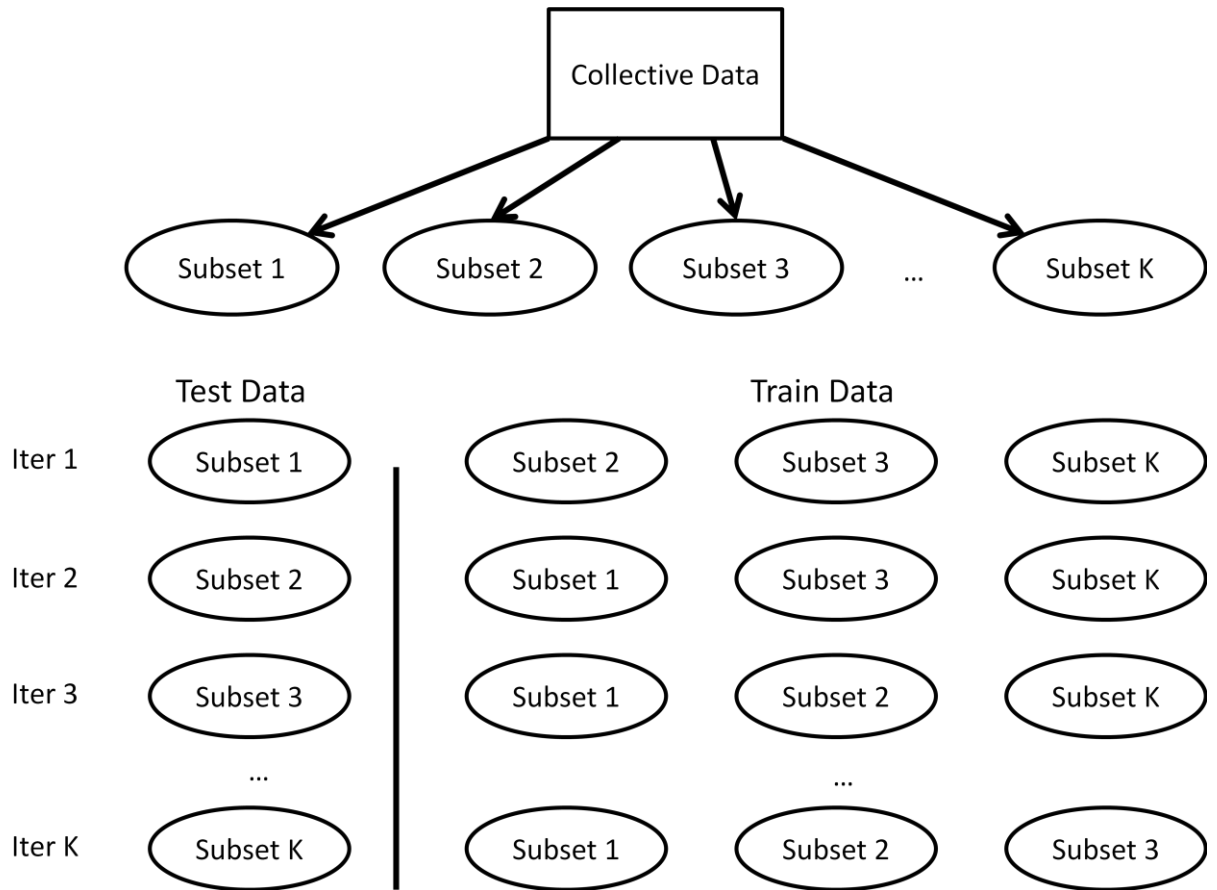 Collective Data
Subset 1 Subset 2 Subset 3 ... Subset K
Test Data Train Data
Iter 1 Subset 1 Subset 2 Subset 3 Subset K
Iter 2 Subset 2 Subset 1 Subset 3 Subset K
Iter 3 Subset 3 Subset 1 Subset 2 Subset K
... ...
Iter K Subset K Subset 1 Subset 2 Subset 3